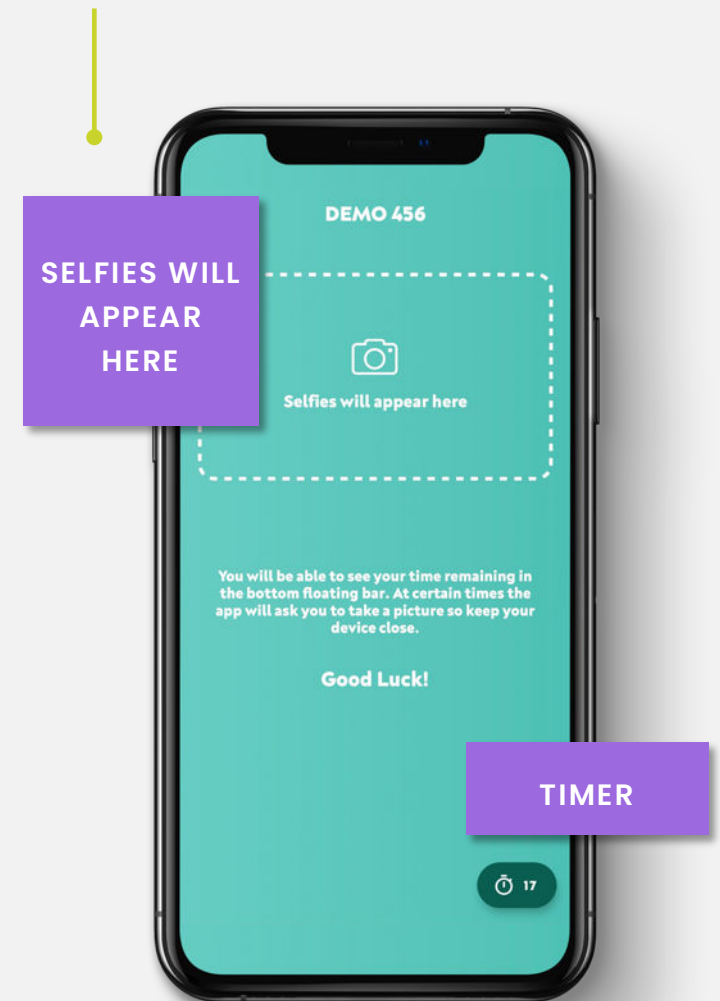 DEMO 456
SELFIES WILL
APPEAR
HERE
Selfies will appear here
You will be able to see your time remaining in
the bottom floating bar. At certain times the
app will ask you to take a picture so keep your
device close.
Good Luck!
TIMER
17